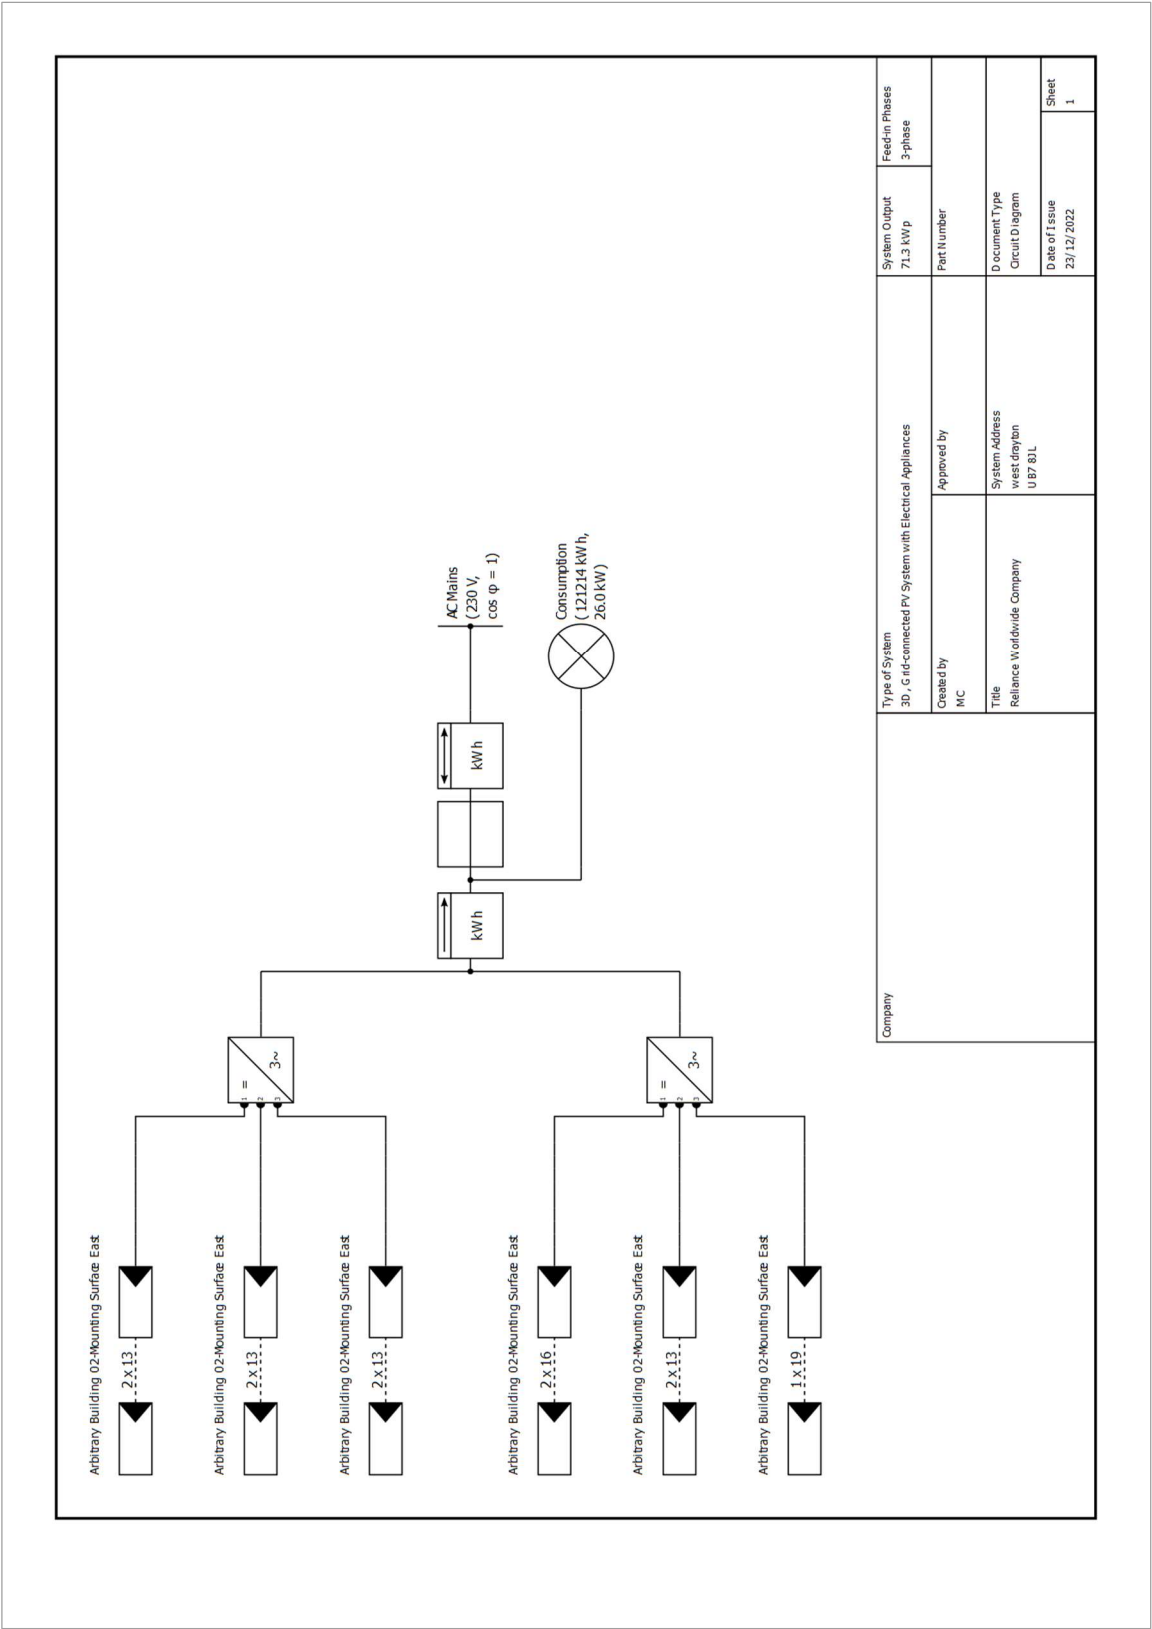 Arbitrary Building 02-Mounting Surface East
2 x 13
Arbitrary Building 02-Mounting Surface East
2 x 13
Arbitrary Building 02-Mounting Surface East
2 x 13
Arbitrary Building 02-Mounting Surface East
2 x 16
Arbitrary Building 02-Mounting Surface East
2 x 13
Arbitrary Building 02-Mounting Surface East
1 x 19
1
2
3
=
3~
1
2
3
=
3~
kWh
kWh
AC Mains
(230 V,
cos φ = 1)
Consumption
(121214 kWh,
26.0 kW)
Company
Type of System
3D, Grid-connected PV System with Electrical Appliances
System Output
71.3 kWp
Feed-in Phases
3-phase
Created by
MC
Approved by
Part Number
Title
Reliance Worldwide Company
System Address
west drayton
UB7 8JL
Document Type
Circuit Diagram
Date of Issue
23/12/2022
Sheet
1